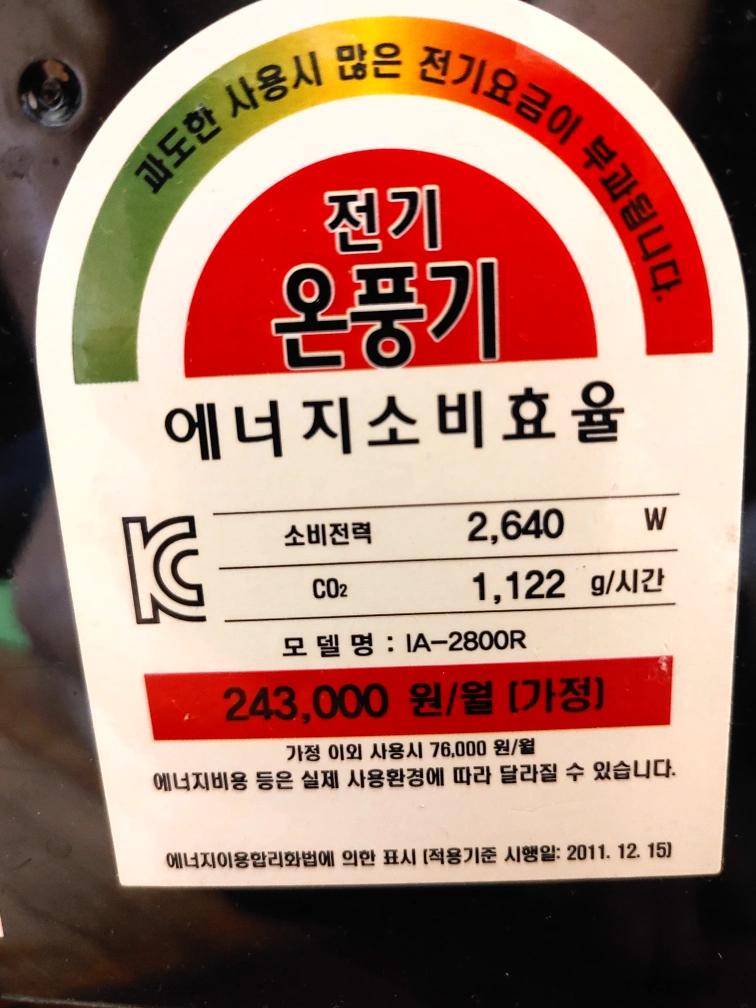 과도한 사용시 많은 전기요금이 부과됩니다.
전기
온풍기
에너지소비효율
소비전력 2,640 W
CO₂ 1,122 g/시간
모델명 : IA-2800R
243,000 원/월 (가정)
가정 이외 사용시 76,000 원/월
에너지비용 등은 실제 사용환경에 따라 달라질 수 있습니다.
에너지이용합리화법에 의한 표시 (적용기준 시행일: 2011. 12. 15)